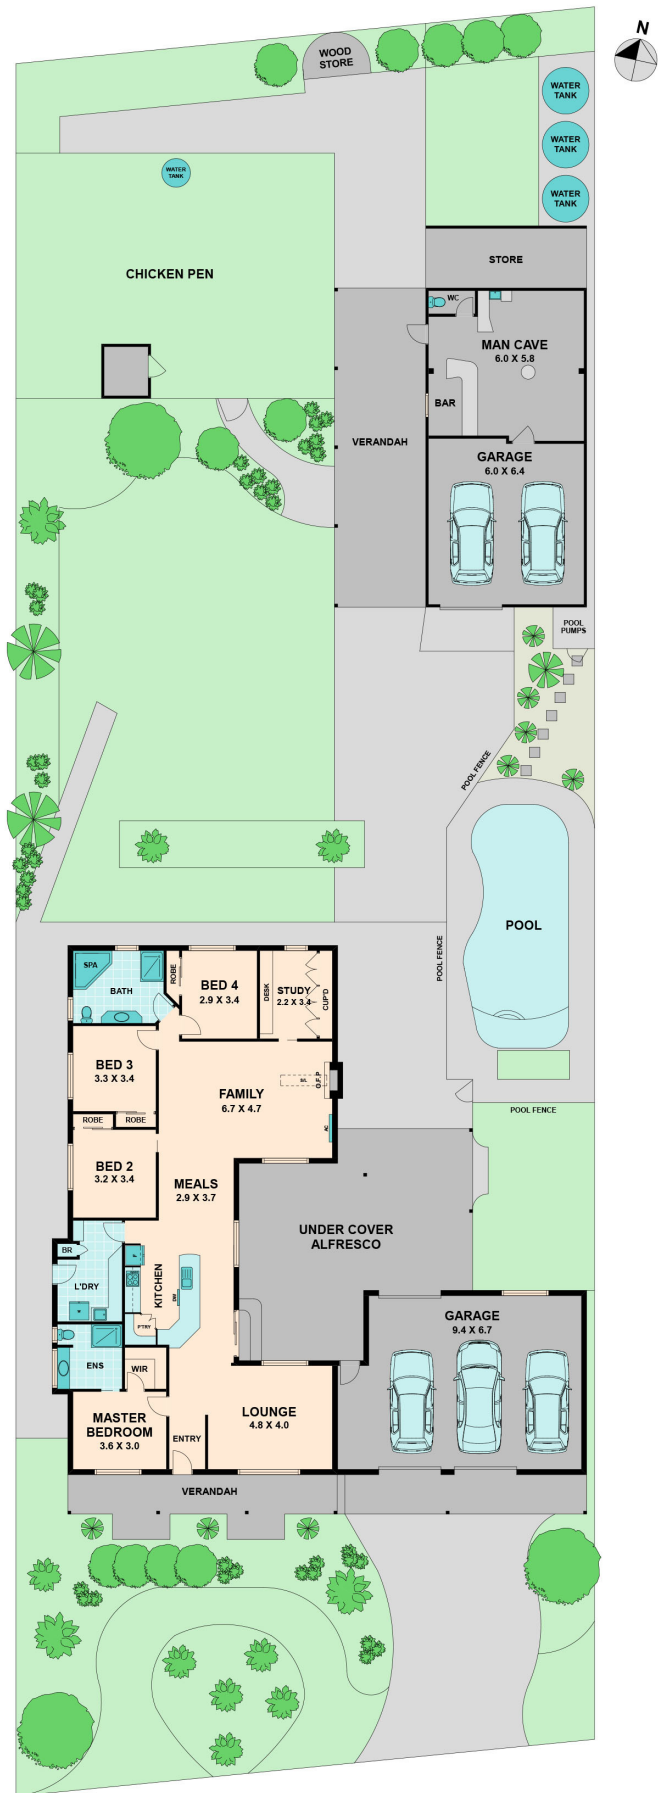 N
WOOD
STORE
WATER
TANK
WATER
TANK
WATER
TANK
WATER
TANK
CHICKEN PEN
STORE
WC
MAN CAVE
6.0 X 5.8
BAR
VERANDAH
GARAGE
6.0 X 6.4
POOL
PUMPS
POOL FENCE
POOL
POOL FENCE
SPA
BATH
ROBE
BED 4
2.9 X 3.4
DESK
STUDY
2.2 X 3.4
CUP'D
BED 3
3.3 X 3.4
FAMILY
6.7 X 4.7
S/L
O.F.P
AC
POOL FENCE
ROBE
ROBE
BED 2
3.2 X 3.4
MEALS
2.9 X 3.7
UNDER COVER
ALFRESCO
BR
L'DRY
F
KITCHEN
DW
PTRY
GARAGE
9.4 X 6.7
ENS
WIR
MASTER
BEDROOM
3.6 X 3.0
ENTRY
LOUNGE
4.8 X 4.0
VERANDAH